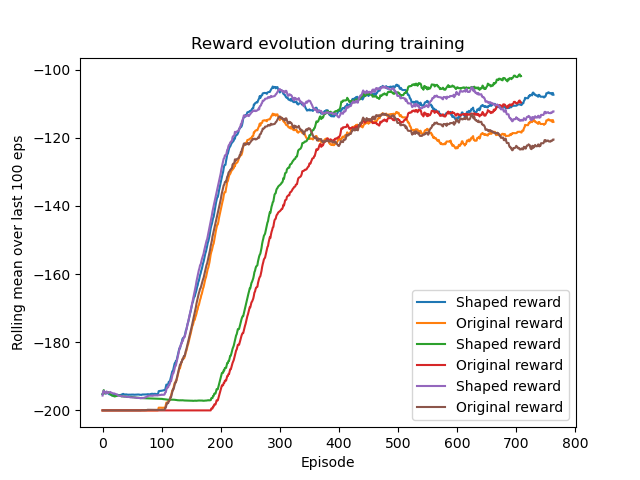 Reward evolution during training
Rolling mean over last 100 eps
−100
−120
−140
−160
−180
−200
0 100 200 300 400 500 600 700 800
Episode
Shaped reward
Original reward
Shaped reward
Original reward
Shaped reward
Original reward